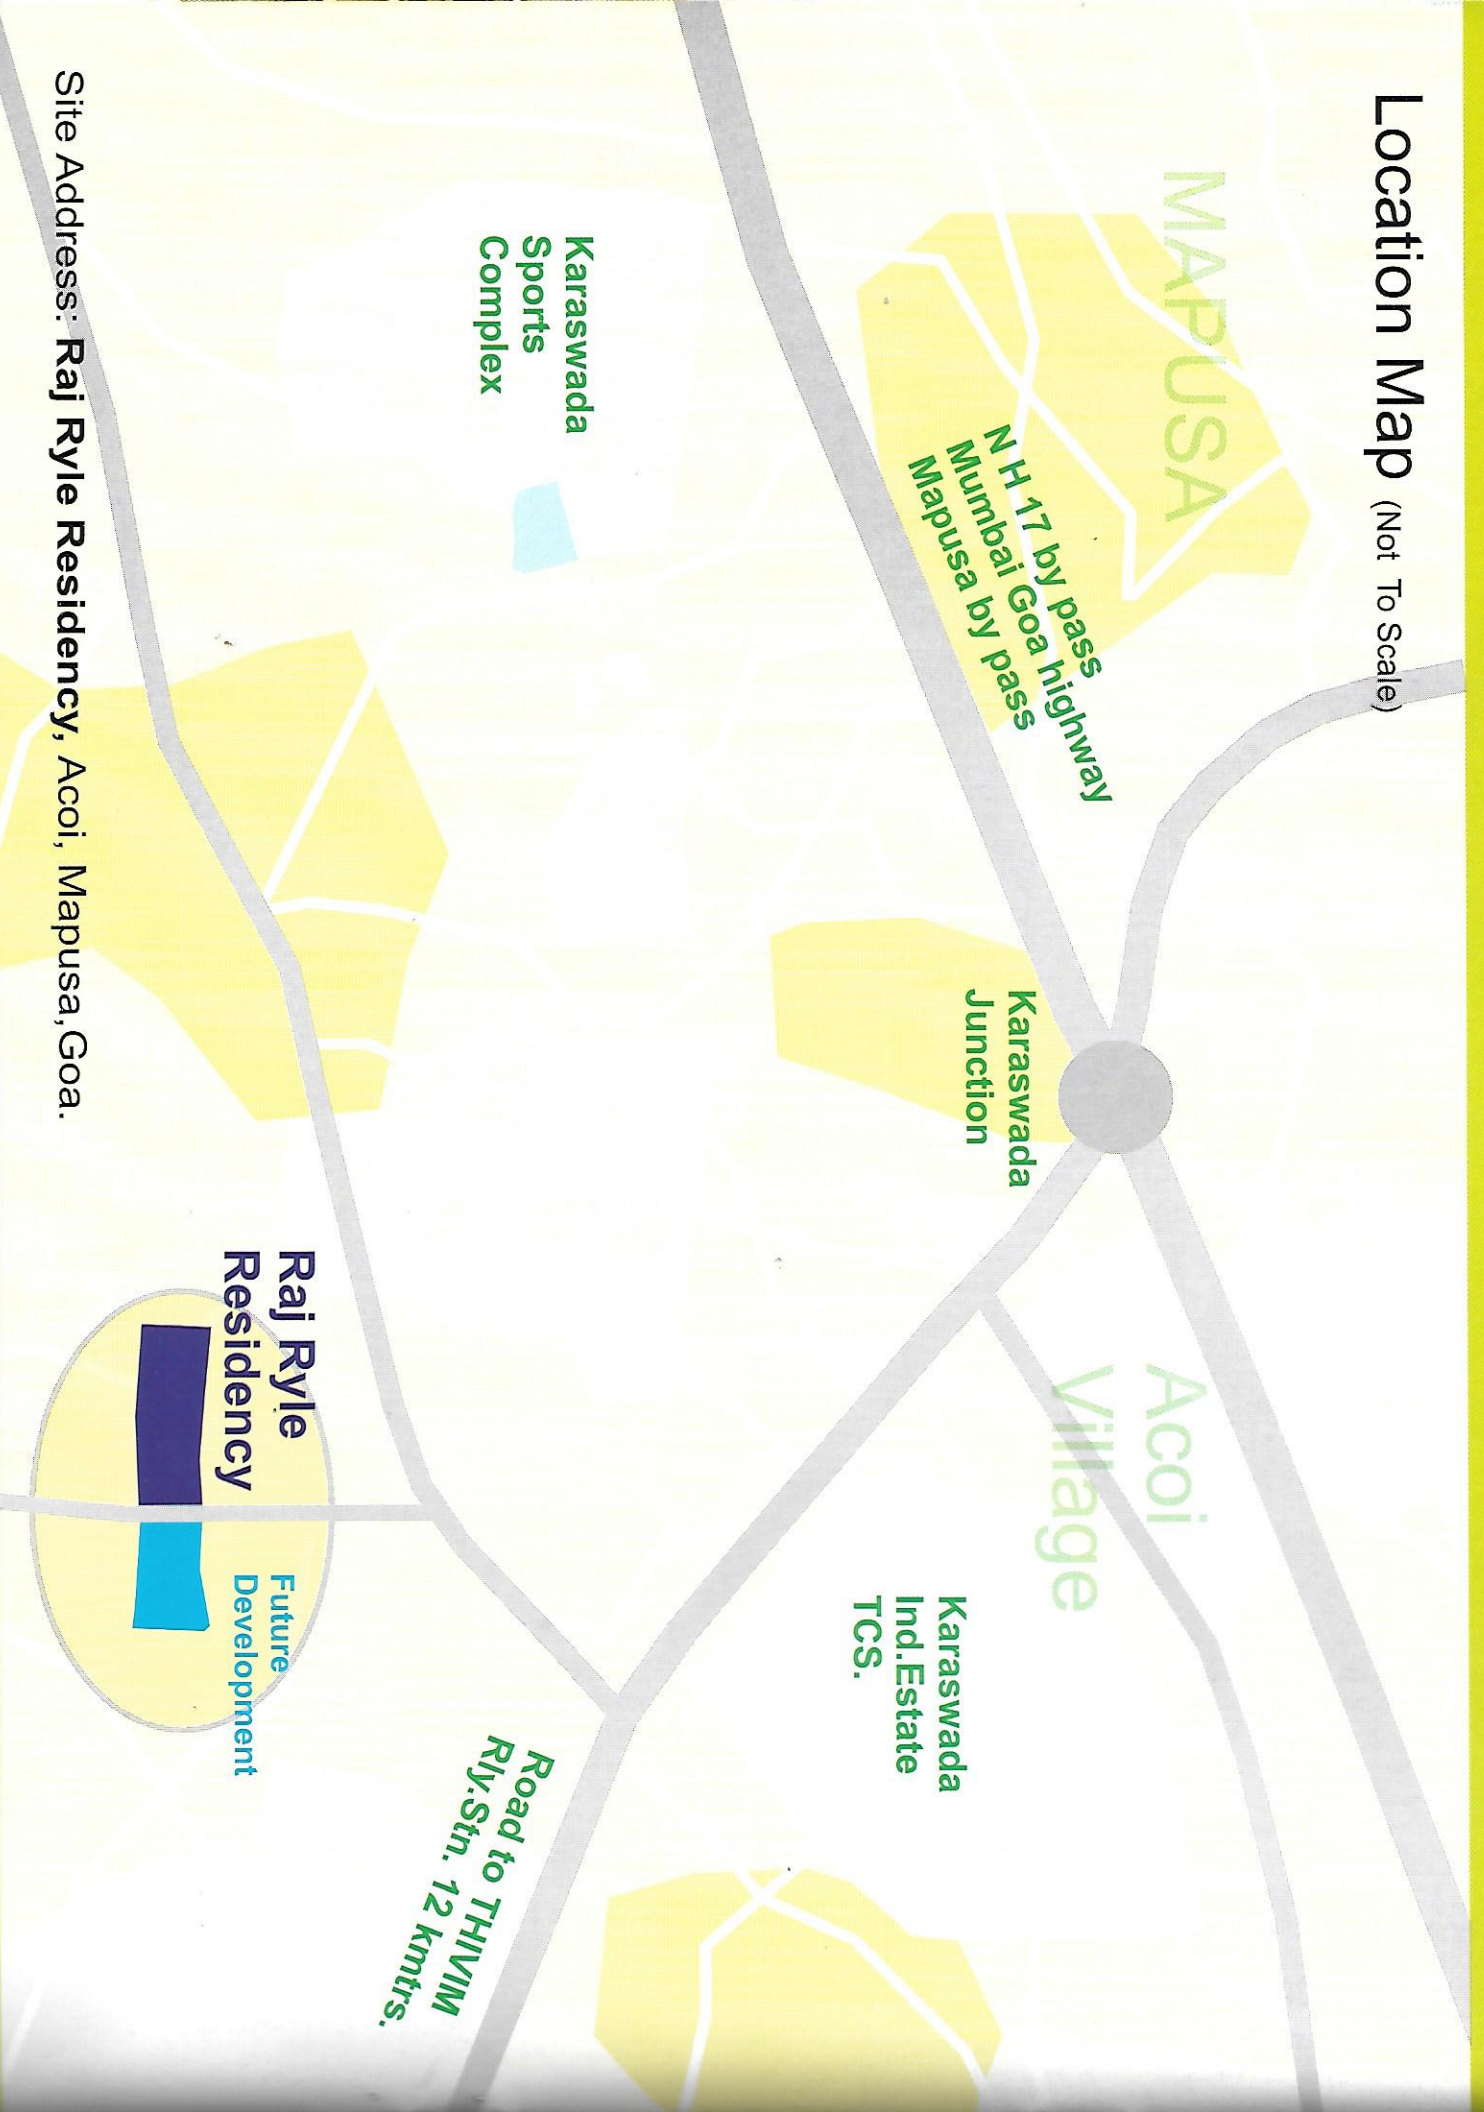 Location Map (Not To Scale)
MAPUSA
N H 17 by pass
Mumbai Goa highway
Mapusa by pass
Karaswada
Sports
Complex
Karaswada
Junction
Acoi
Village
Karaswada
Ind.Estate
TCS.
Raj Ryle
Residency
Future
Development
Road to THIVIM
Rly.Stn. 12 kmtrs.
Site Address: Raj Ryle Residency, Acoi, Mapusa,Goa.